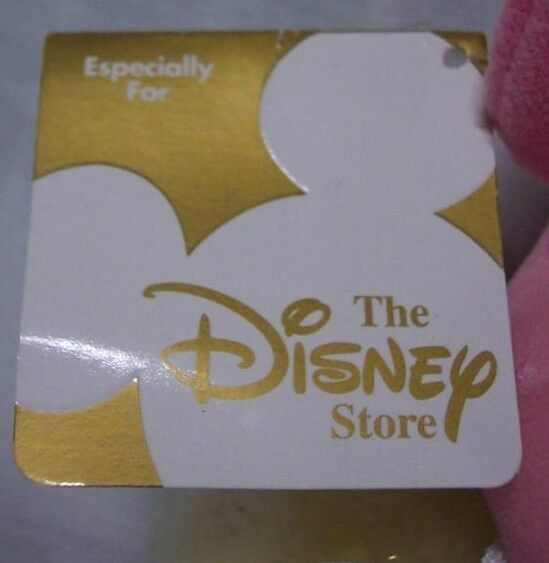 Especially
For
The
Disney
Store